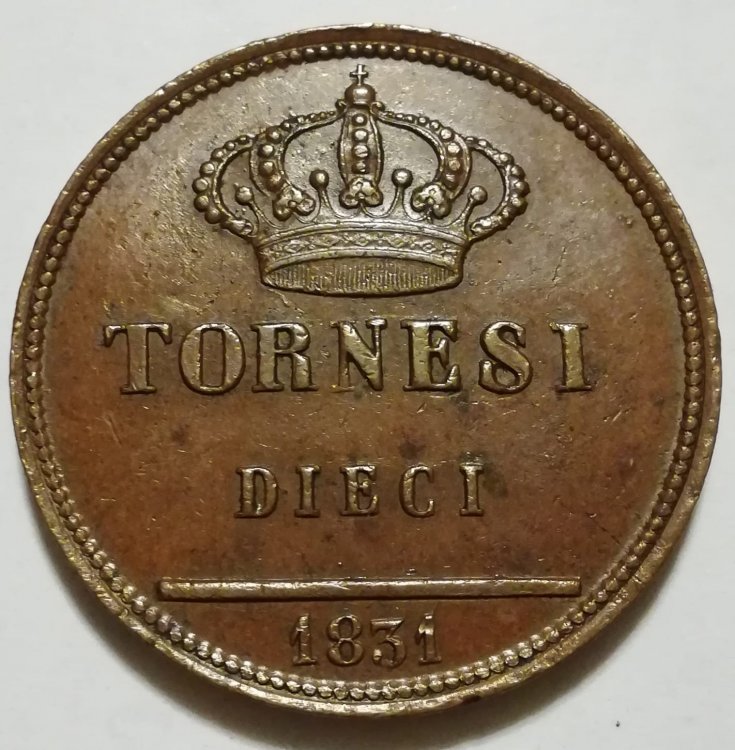 TORNESI
DIECI
1831